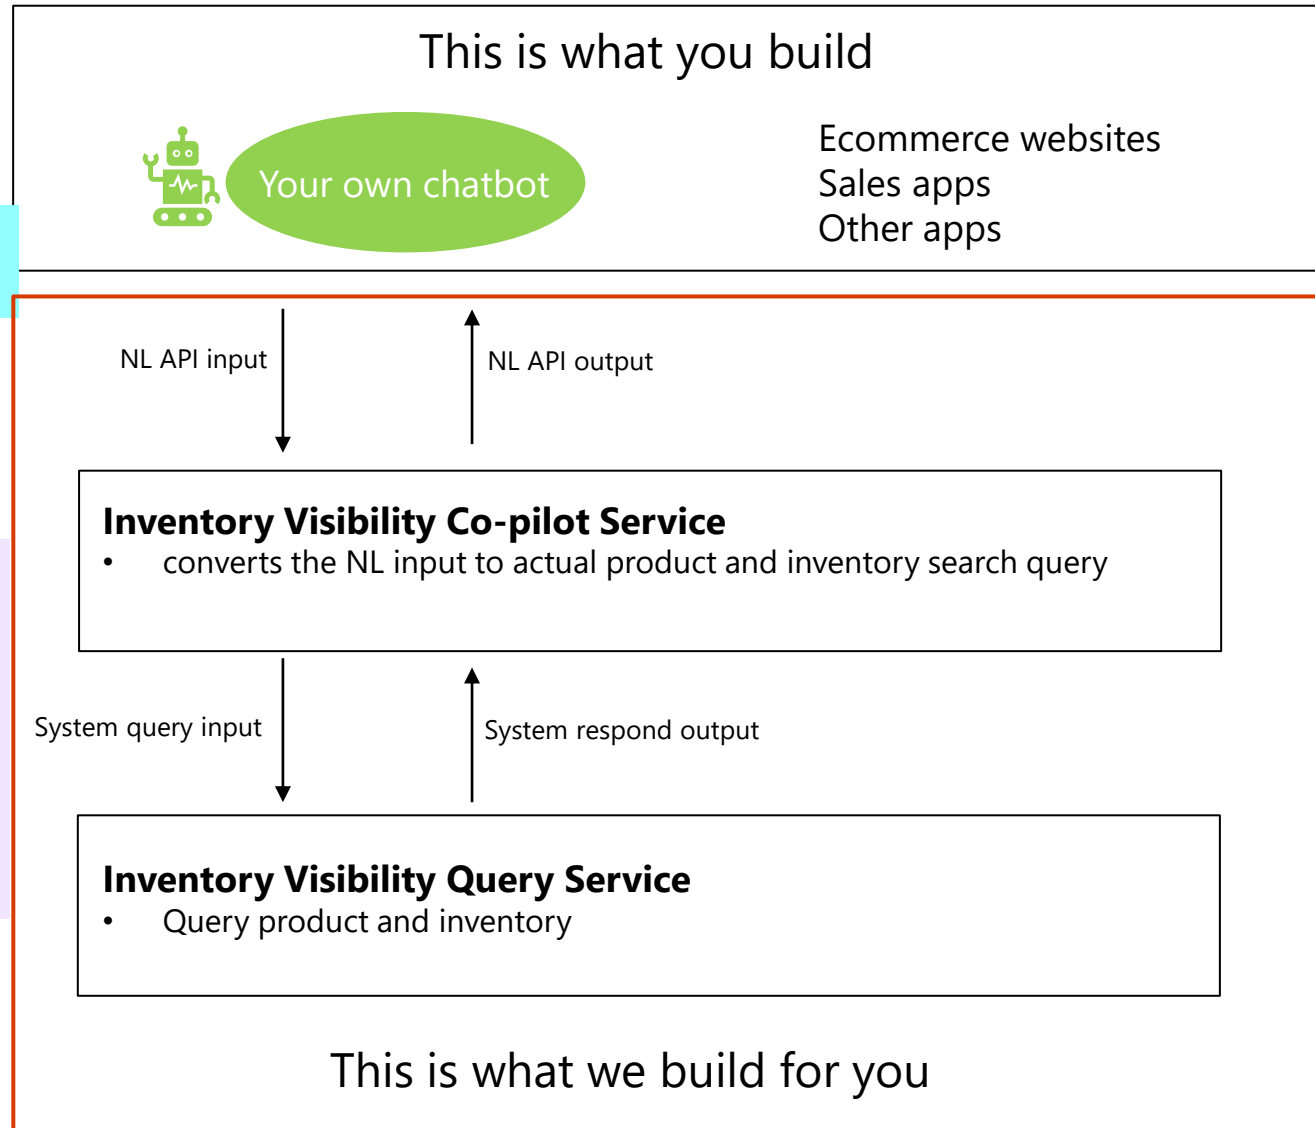 This is what you build
Your own chatbot
Ecommerce websites
Sales apps
Other apps
NL API input
NL API output
Inventory Visibility Co-pilot Service
• converts the NL input to actual product and inventory search query
System query input
System respond output
Inventory Visibility Query Service
• Query product and inventory
This is what we build for you